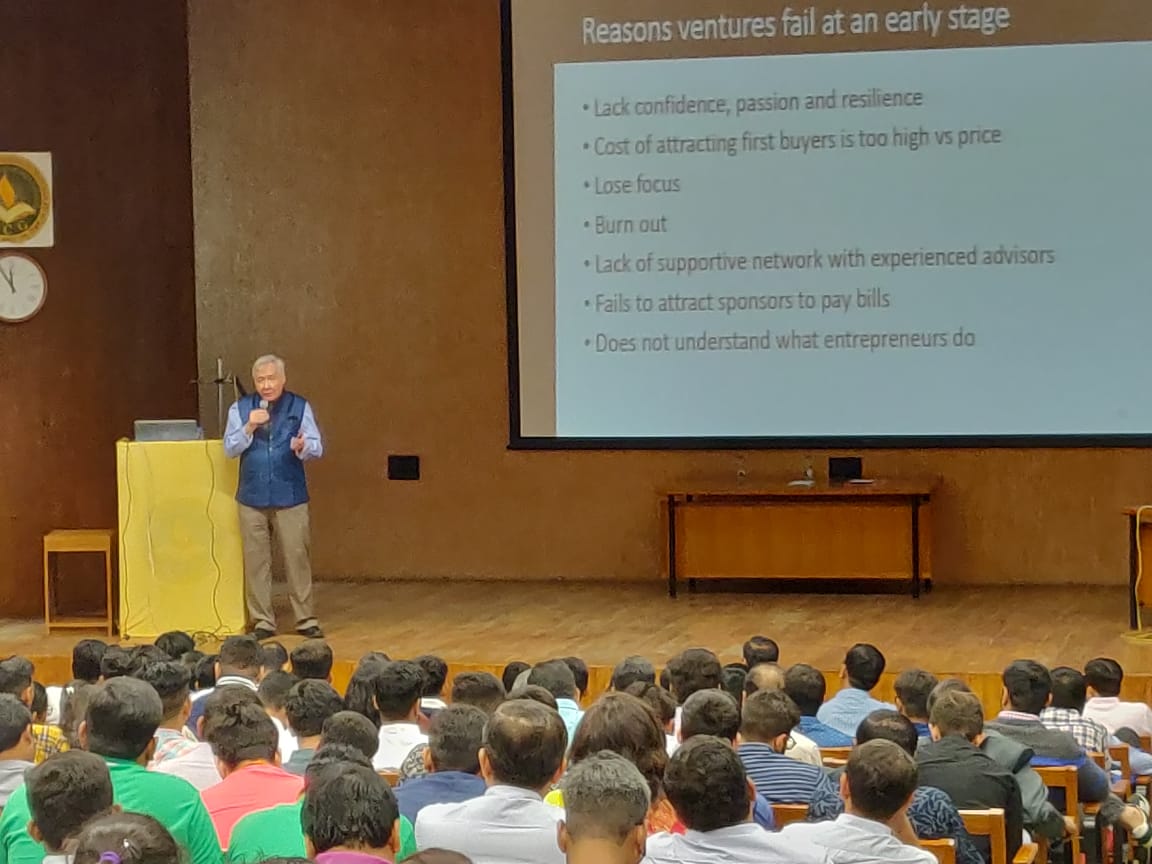 Reasons ventures fail at an early stage
• Lack confidence, passion and resilience
• Cost of attracting first buyers is too high vs price
• Lose focus
• Burn out
• Lack of supportive network with experienced advisors
• Fails to attract sponsors to pay bills
• Does not understand what entrepreneurs do